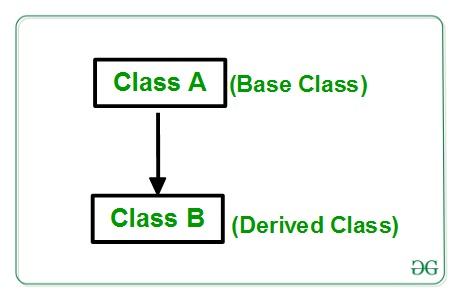 Class A (Base Class)
Class B (Derived Class)
GG